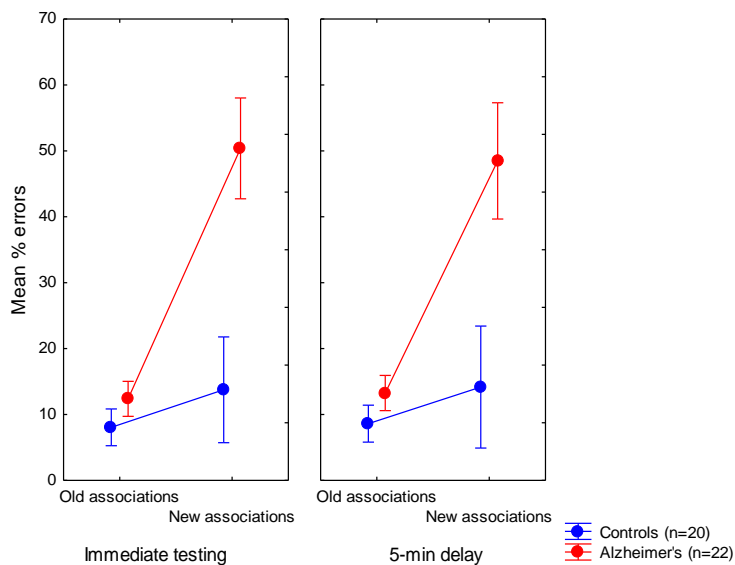 70
60
50
40
30
20
10
0
Mean % errors
Old associations
New associations
Old associations
New associations
Immediate testing
5-min delay
Controls (n=20)
Alzheimer's (n=22)